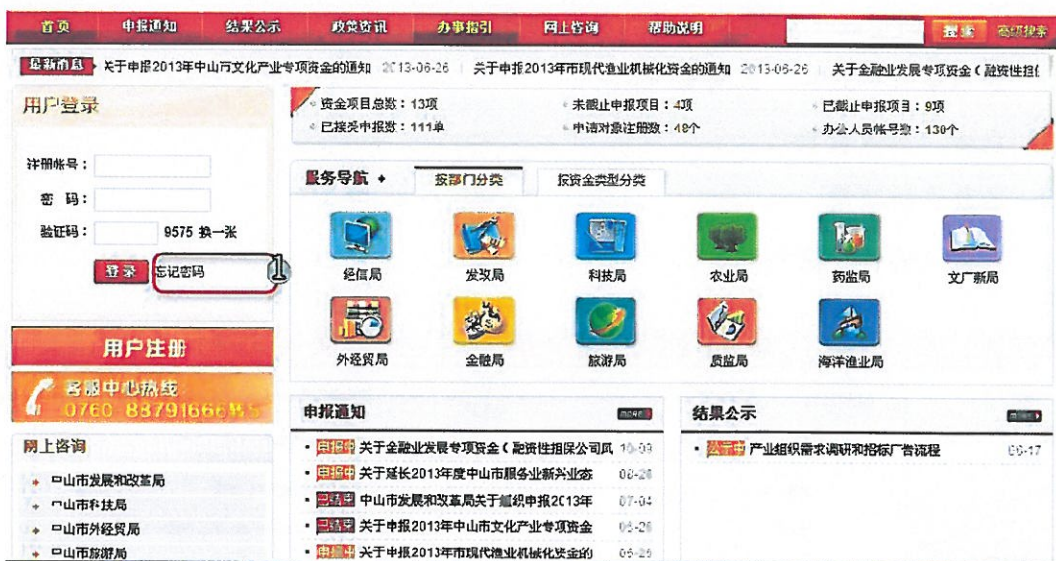 首页 申报通知 结果公示 政策资讯 办事指引 网上咨询 帮助说明 搜索 高级搜索
最新消息 关于申报2013年中山市文化产业专项资金的通知 2013-06-26 关于申报2013年市现代渔业机械化资金的通知 2013-06-26 关于金融业发展专项资金(融资性担
用户登录
资金项目总数：13项 未截止申报项目：4项 已截止申报项目：9项
已接受申报数：111单 申请对象注册数：48个 办公人员帐号数：130个
注册帐号：
密 码：
验证码： 9575 换一张
登录 忘记密码 1
服务导航 按部门分类 按资金类型分类
经信局 发改局 科技局 农业局 药监局 文广新局
外经贸局 金融局 旅游局 质监局 海洋渔业局
用户注册
客服中心热线
0760 88791666转5
网上咨询
中山市发展和改革局
中山市科技局
中山市外经贸局
中山市旅游局
申报通知 more
申报中 关于金融业发展专项资金(融资性担保公司风 10-09
申报中 关于延长2013年度中山市服务业新兴业态 08-28
已结束 中山市发展和改革局关于组织申报2013年 07-04
已结束 关于申报2013年中山市文化产业专项资金 06-26
申报中 关于申报2013年市现代渔业机械化资金的 06-26
结果公示 more
公示中 产业组织需求调研和招标广告流程 06-17